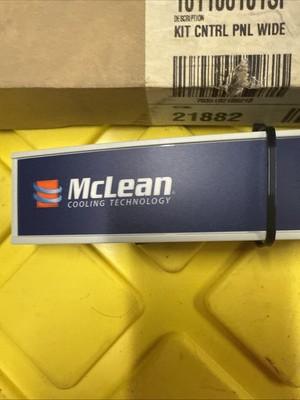 DESCRIPTION
KIT CNTRL PNL WIDE
21882
McLean
COOLING TECHNOLOGY